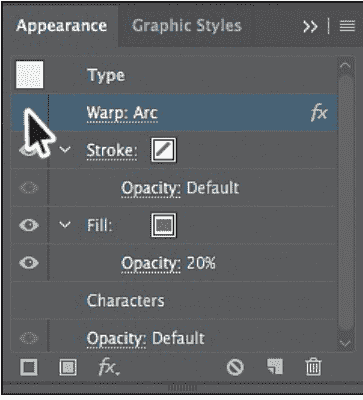 Appearance Graphic Styles
Type
Warp: Arc fx
Stroke:
Opacity: Default
Fill:
Opacity: 20%
Characters
Opacity: Default
fx.